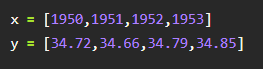 x = [1950,1951,1952,1953]
y = [34.72,34.66,34.79,34.85]